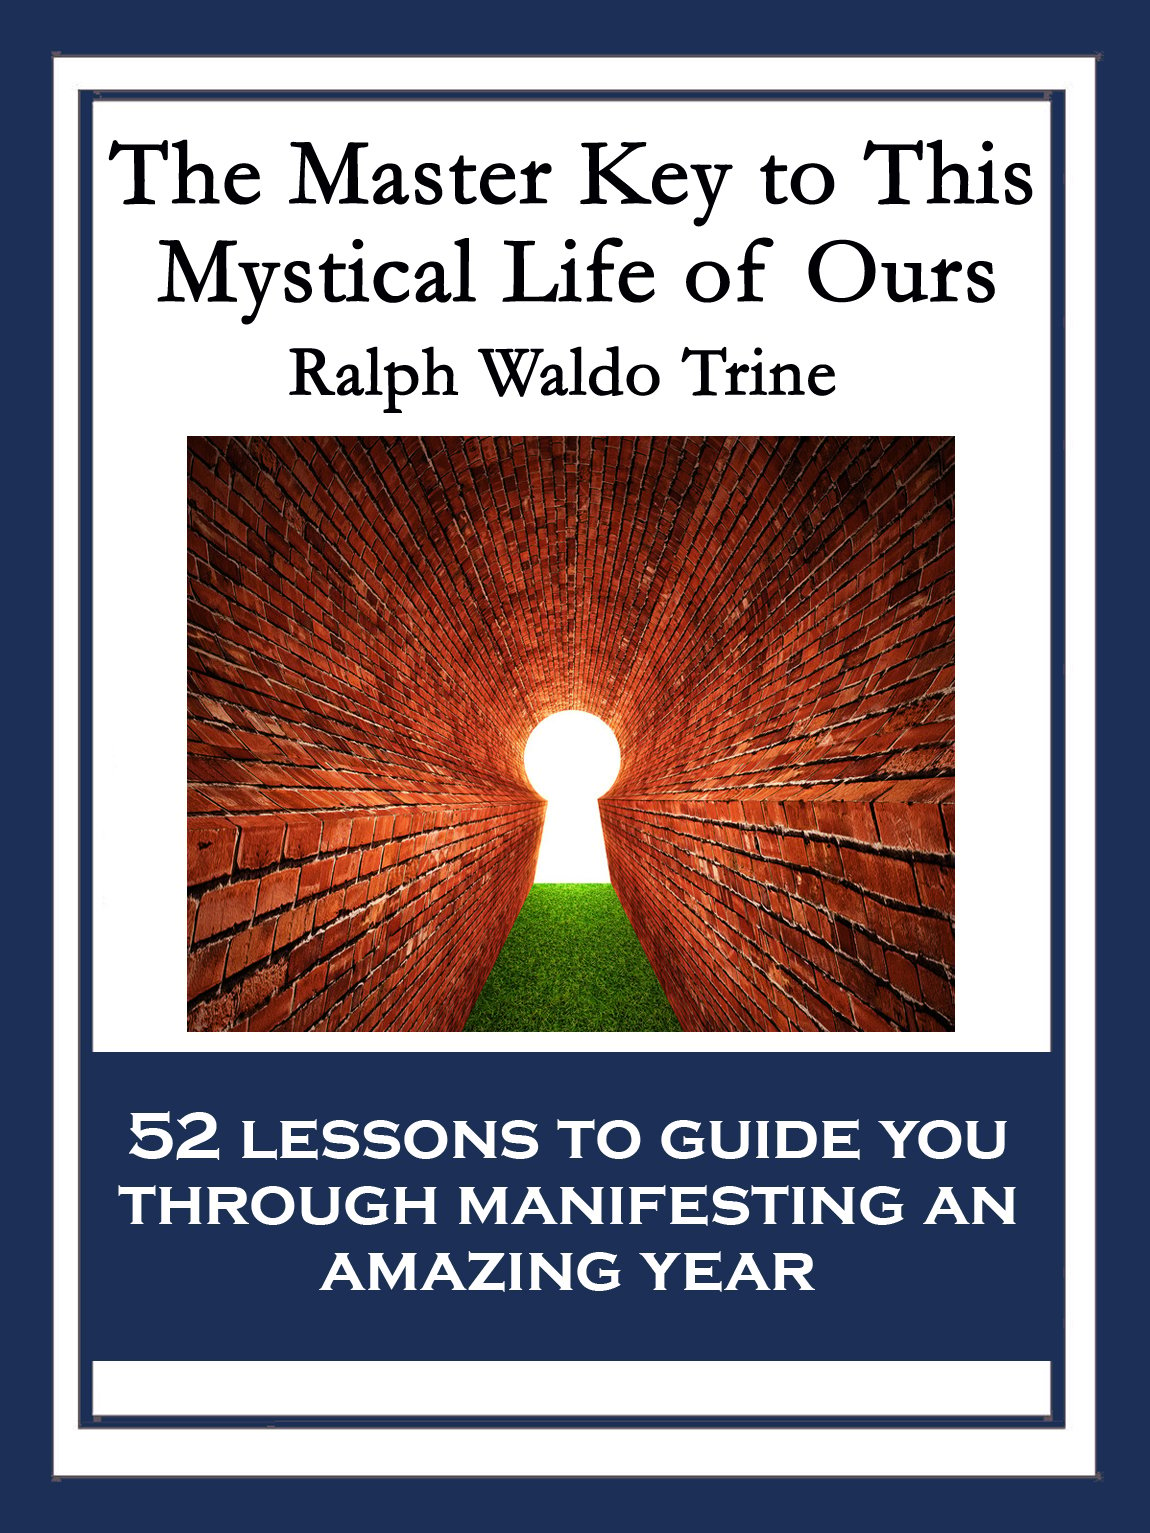 The Master Key to This
Mystical Life of Ours
Ralph Waldo Trine
52 LESSONS TO GUIDE YOU
THROUGH MANIFESTING AN
AMAZING YEAR